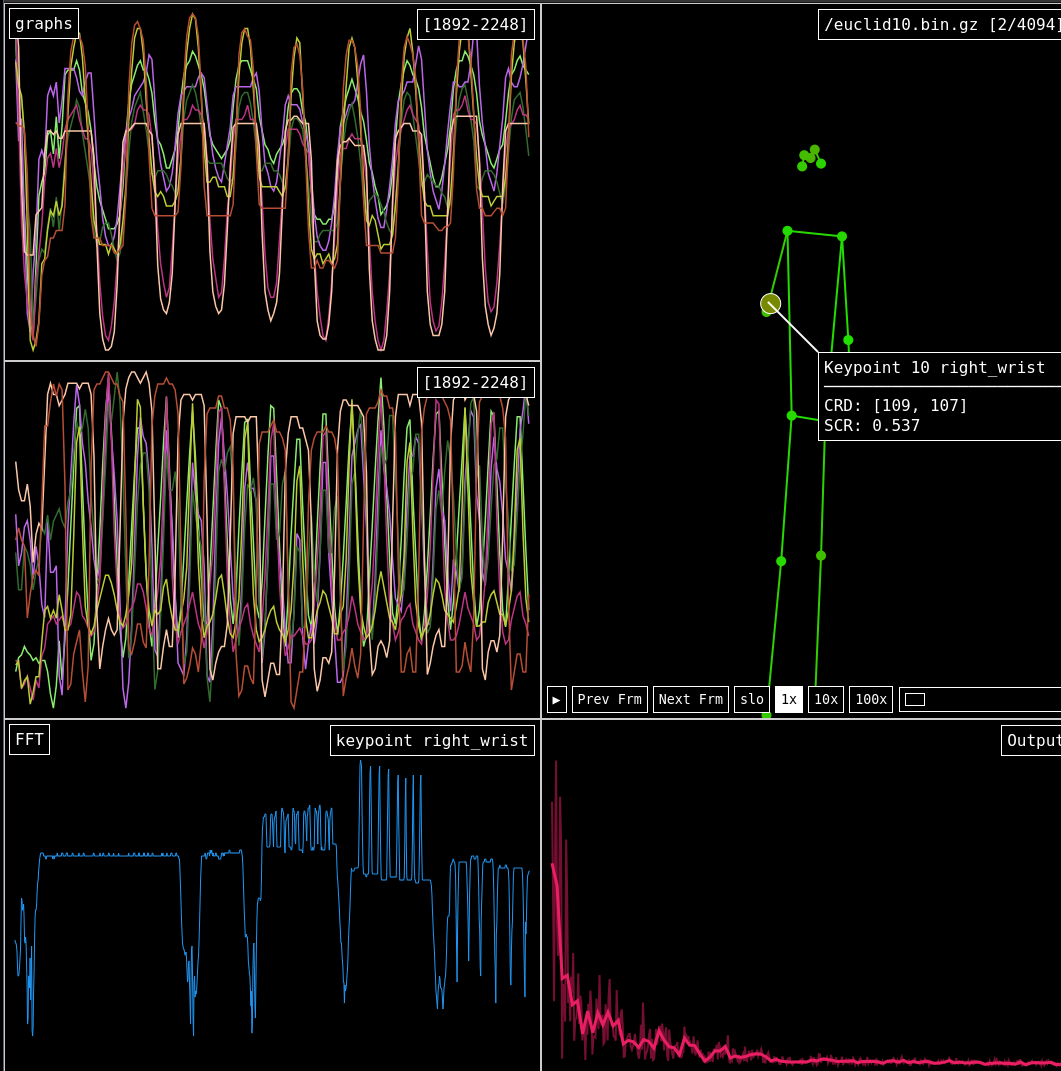 graphs
[1892-2248]
/euclid10.bin.gz [2/4094]
[1892-2248]
Keypoint 10 right_wrist
CRD: [109, 107]
SCR: 0.537
▶ Prev Frm Next Frm slo 1x 10x 100x
FFT
keypoint right_wrist
Output